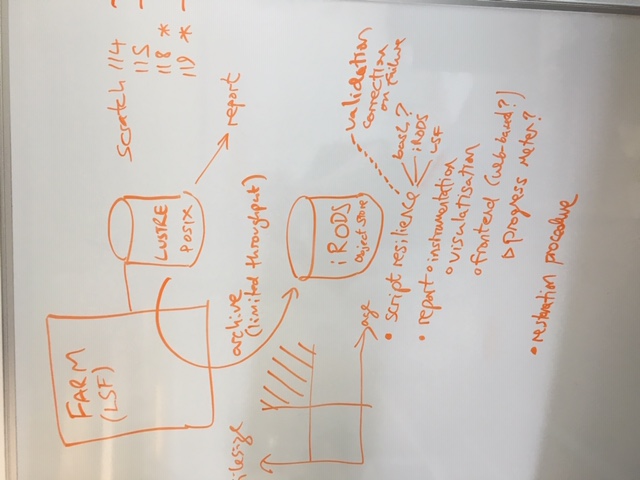 FARM
(LSF)
LUSTRE
POSIX
scratch 114
115
118 *
119 *
report
archive
(limited throughput)
ilesize
age
iRODS
Object Store
• script resilience
bash?
iRODS
LSF
validation
correction
on failure
• report o instrumentation
o visulatisation
o frontend (web-based?)
▷ progress meter?
• restoration procedure